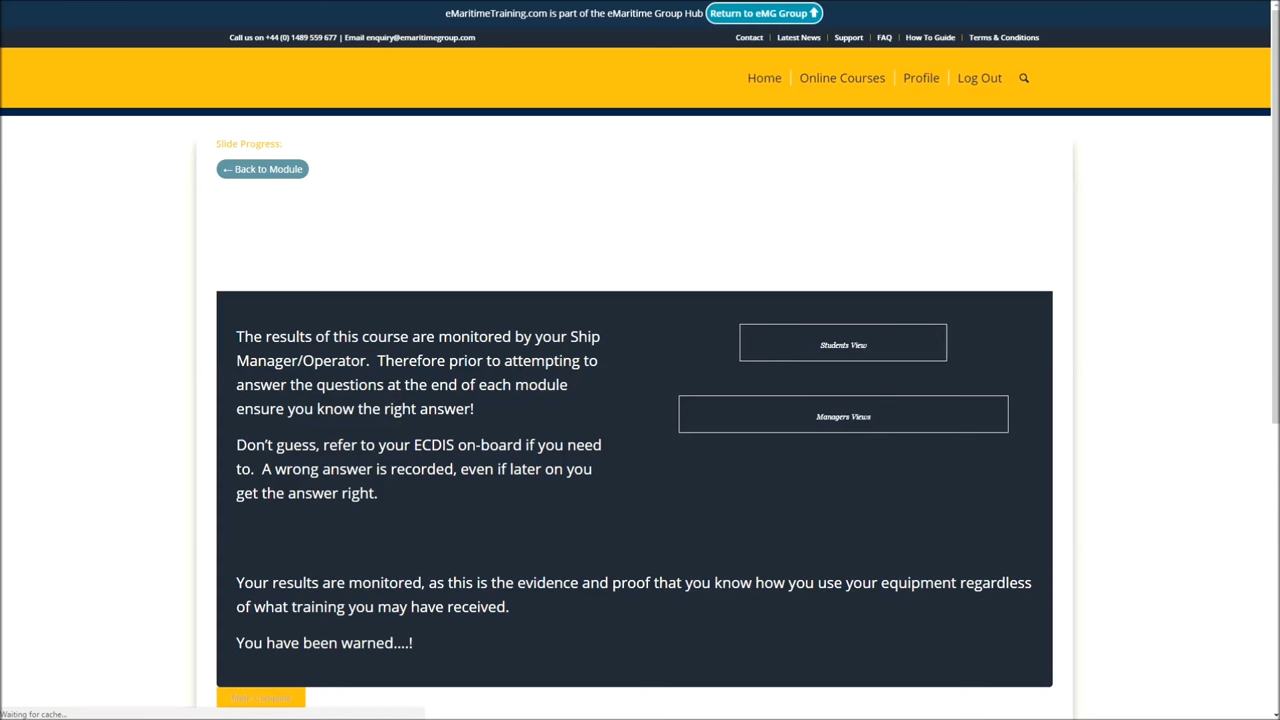 eMaritimeTraining.com is part of the eMaritime Group Hub Return to eMG Group
Call us on +44 (0) 1489 559 677 | Email enquiry@emaritimegroup.com
Contact | Latest News | Support | FAQ | How To Guide | Terms & Conditions
Home Online Courses Profile Log Out
Slide Progress:
← Back to Module
The results of this course are monitored by your Ship
Manager/Operator. Therefore prior to attempting to
answer the questions at the end of each module
ensure you know the right answer!
Don’t guess, refer to your ECDIS on-board if you need
to. A wrong answer is recorded, even if later on you
get the answer right.
Students View
Managers Views
Your results are monitored, as this is the evidence and proof that you know how you use your equipment regardless
of what training you may have received.
You have been warned....!
Waiting for cache...